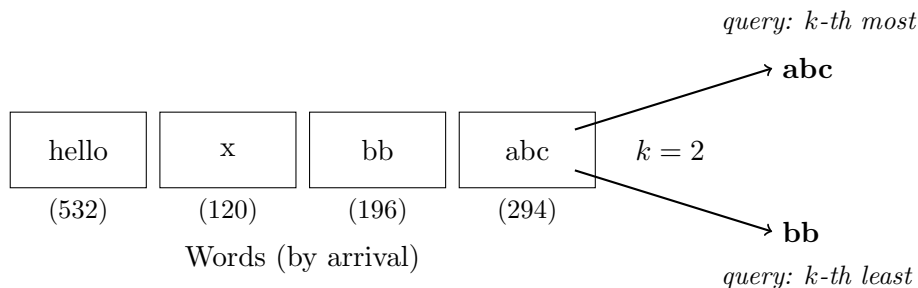 query: k-th most
abc
hello x bb abc k = 2
(532) (120) (196) (294)
bb
Words (by arrival)
query: k-th least